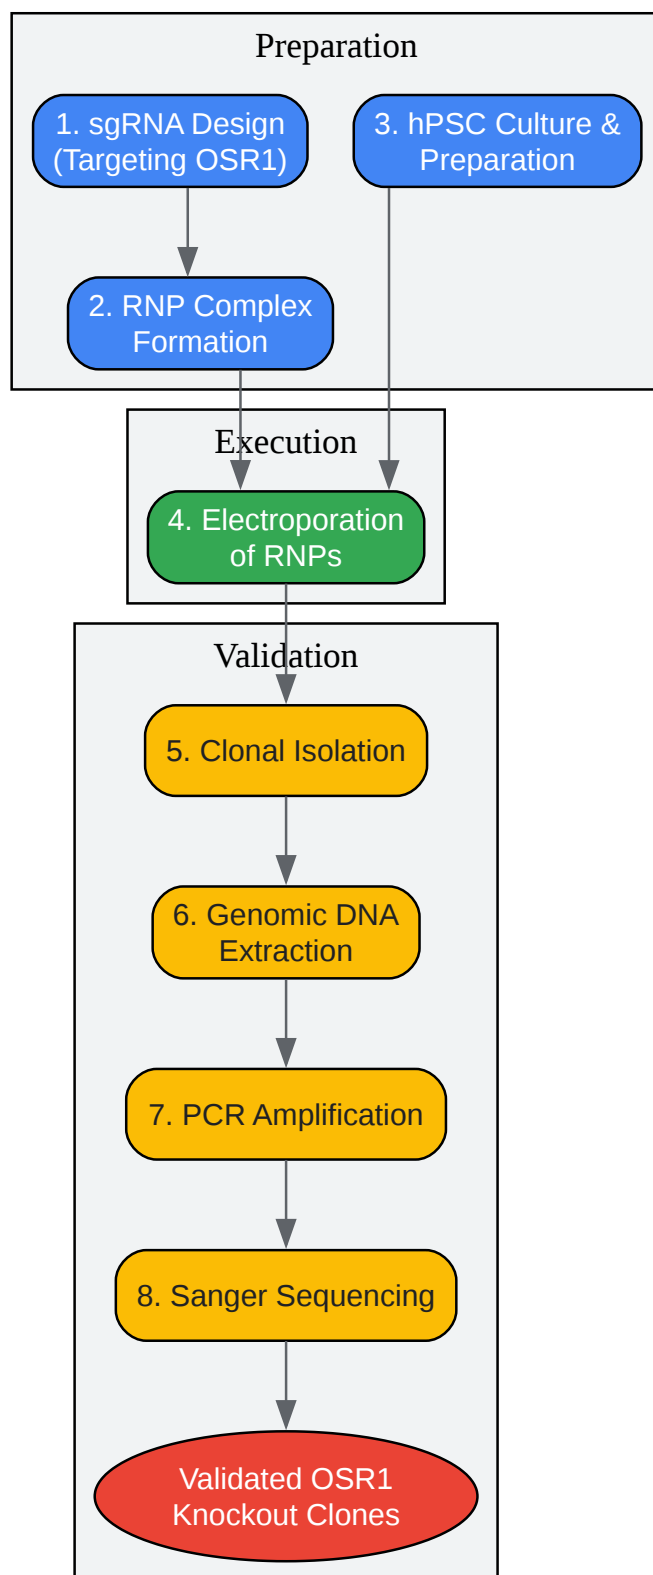 Preparation
1. sgRNA Design
(Targeting OSR1)
3. hPSC Culture &
Preparation
2. RNP Complex
Formation
Execution
4. Electroporation
of RNPs
Validation
5. Clonal Isolation
6. Genomic DNA
Extraction
7. PCR Amplification
8. Sanger Sequencing
Validated OSR1
Knockout Clones